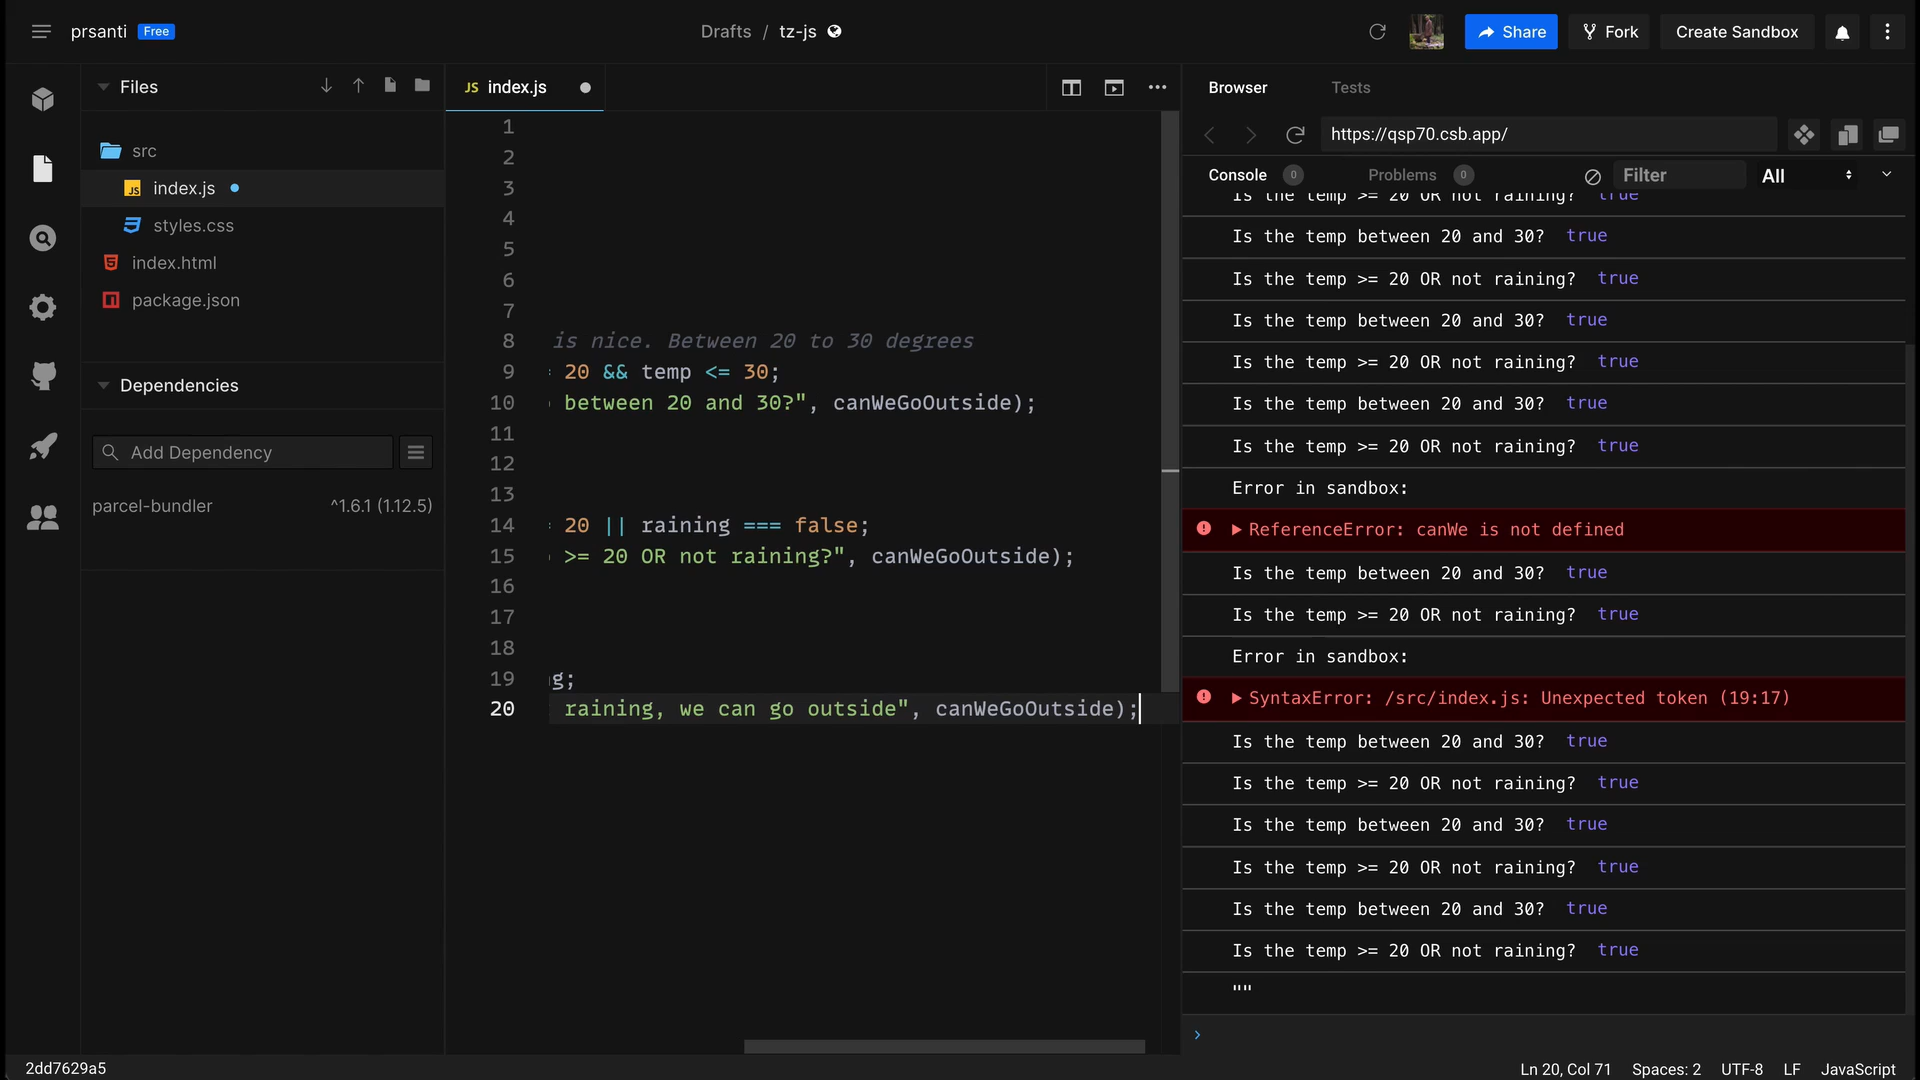 prsanti Free
Drafts / tz-js
Share
Fork
Create Sandbox
Files
src
index.js
styles.css
index.html
package.json
Dependencies
Add Dependency
parcel-bundler ^1.6.1 (1.12.5)
2dd7629a5
JS index.js
1
2
3
4
5
6
7
8 is nice. Between 20 to 30 degrees
9 20 && temp <= 30;
10 between 20 and 30?", canWeGoOutside);
11
12
13
14 20 || raining === false;
15 >= 20 OR not raining?", canWeGoOutside);
16
17
18
19 g;
20 raining, we can go outside", canWeGoOutside);
Browser Tests
https://qsp70.csb.app/
Console 0 Problems 0 Filter All
Is the temp >= 20 OR not raining? true
Is the temp between 20 and 30? true
Is the temp >= 20 OR not raining? true
Is the temp between 20 and 30? true
Is the temp >= 20 OR not raining? true
Is the temp between 20 and 30? true
Is the temp >= 20 OR not raining? true
Error in sandbox:
ReferenceError: canWe is not defined
Is the temp between 20 and 30? true
Is the temp >= 20 OR not raining? true
Error in sandbox:
SyntaxError: /src/index.js: Unexpected token (19:17)
Is the temp between 20 and 30? true
Is the temp >= 20 OR not raining? true
Is the temp between 20 and 30? true
Is the temp >= 20 OR not raining? true
Is the temp between 20 and 30? true
Is the temp >= 20 OR not raining? true
""
Ln 20, Col 71 Spaces: 2 UTF-8 LF JavaScript